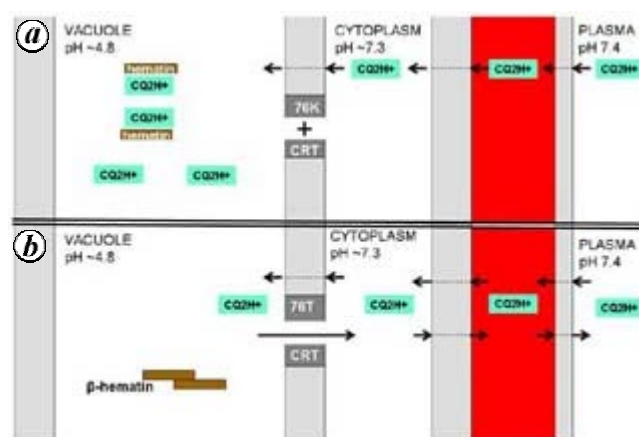 a
VACUOLE
pH ~4.8
CYTOPLASM
pH ~7.3
PLASMA
pH 7.4
hematin
CQ2H+
CQ2H+
hematin
CQ2H+
CQ2H+
76K
+
CRT
CQ2H+
CQ2H+
CQ2H+
b
VACUOLE
pH ~4.8
CYTOPLASM
pH ~7.3
PLASMA
pH 7.4
CQ2H+
76T
CQ2H+
CQ2H+
CQ2H+
CRT
β-hematin